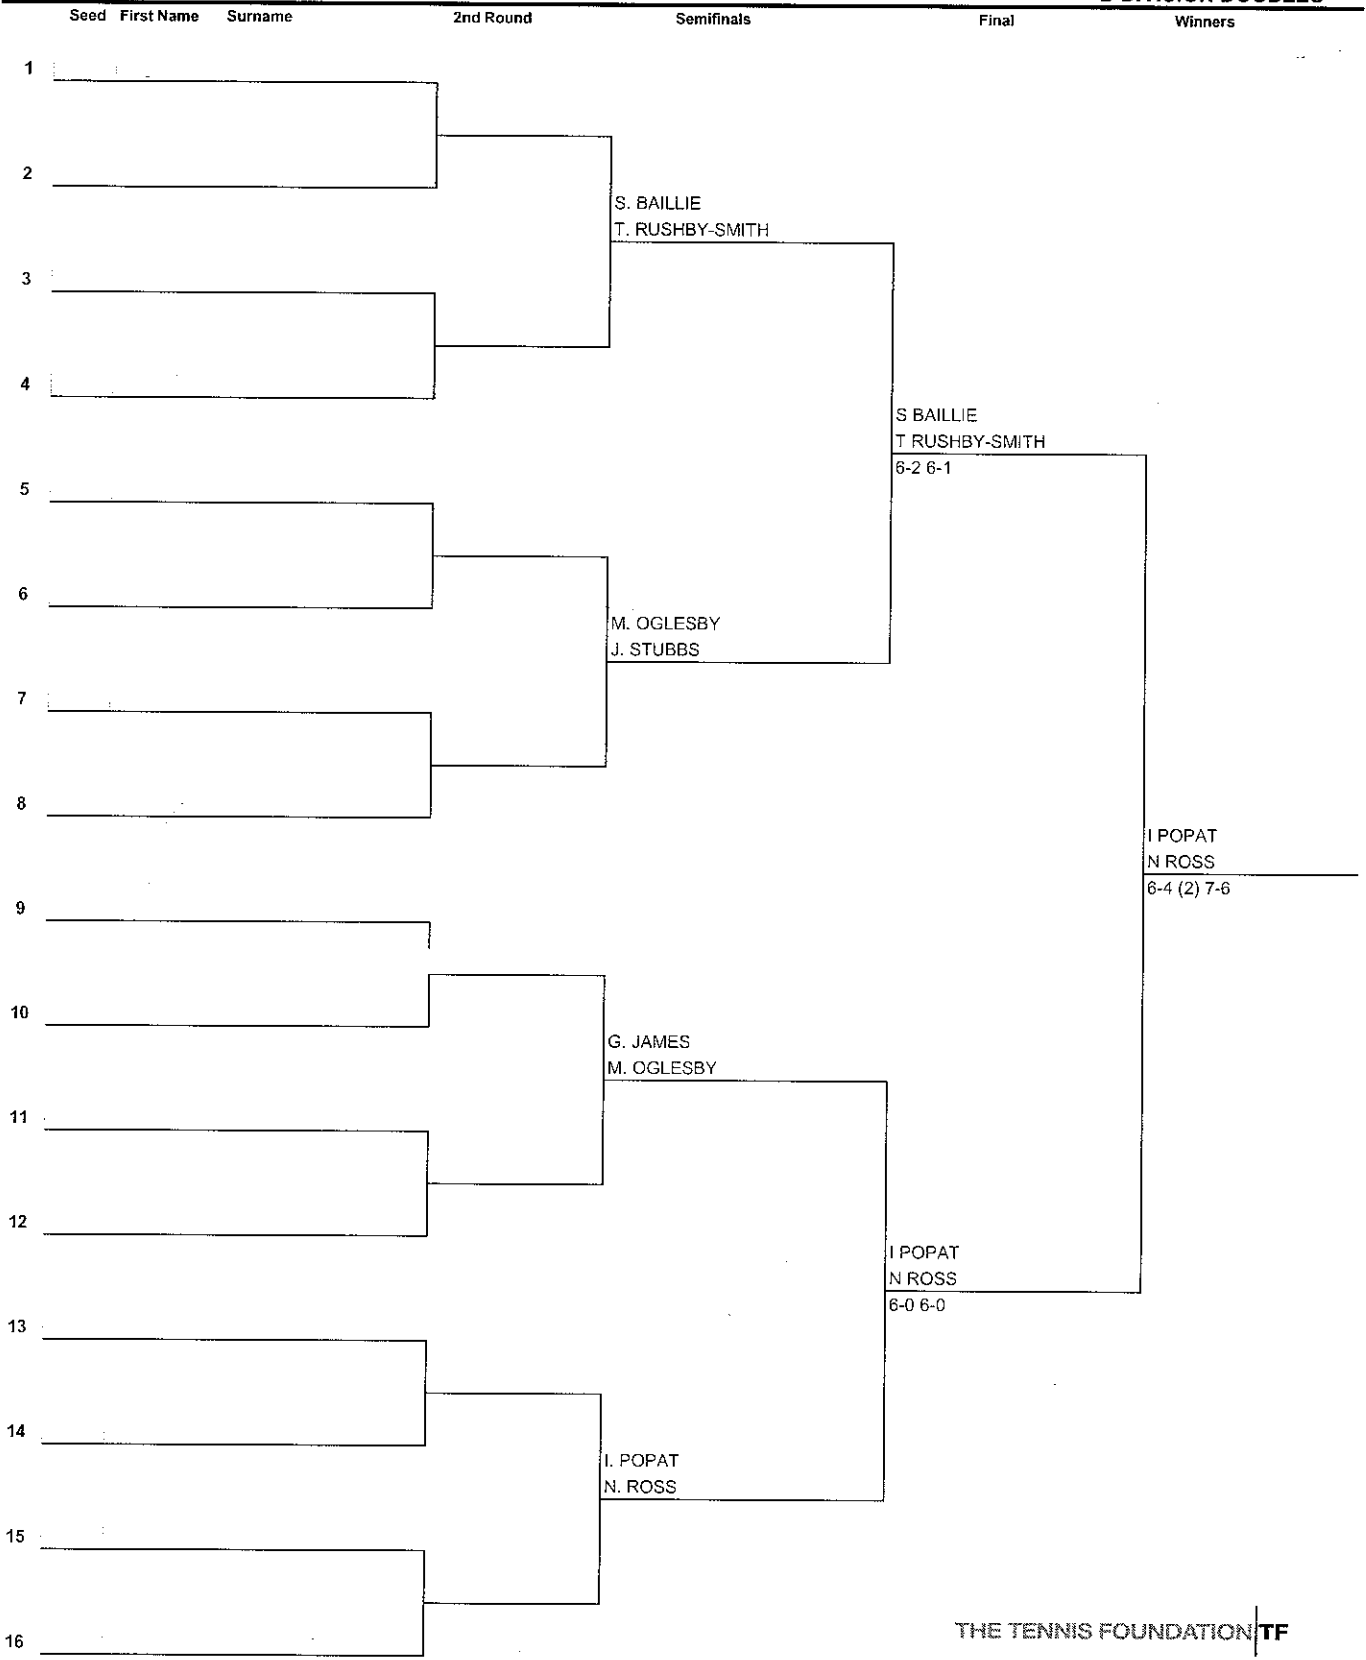 Seed First Name Surname 2nd Round Semifinals Final Winners
1
2
S. BAILLIE
T. RUSHBY-SMITH
3
4
S BAILLIE
T RUSHBY-SMITH
6-2 6-1
5
6
M. OGLESBY
J. STUBBS
7
8
I POPAT
N ROSS
6-4 (2) 7-6
9
10
G. JAMES
M. OGLESBY
11
12
I POPAT
N ROSS
6-0 6-0
13
14
I. POPAT
N. ROSS
15
16
THE TENNIS FOUNDATION TF